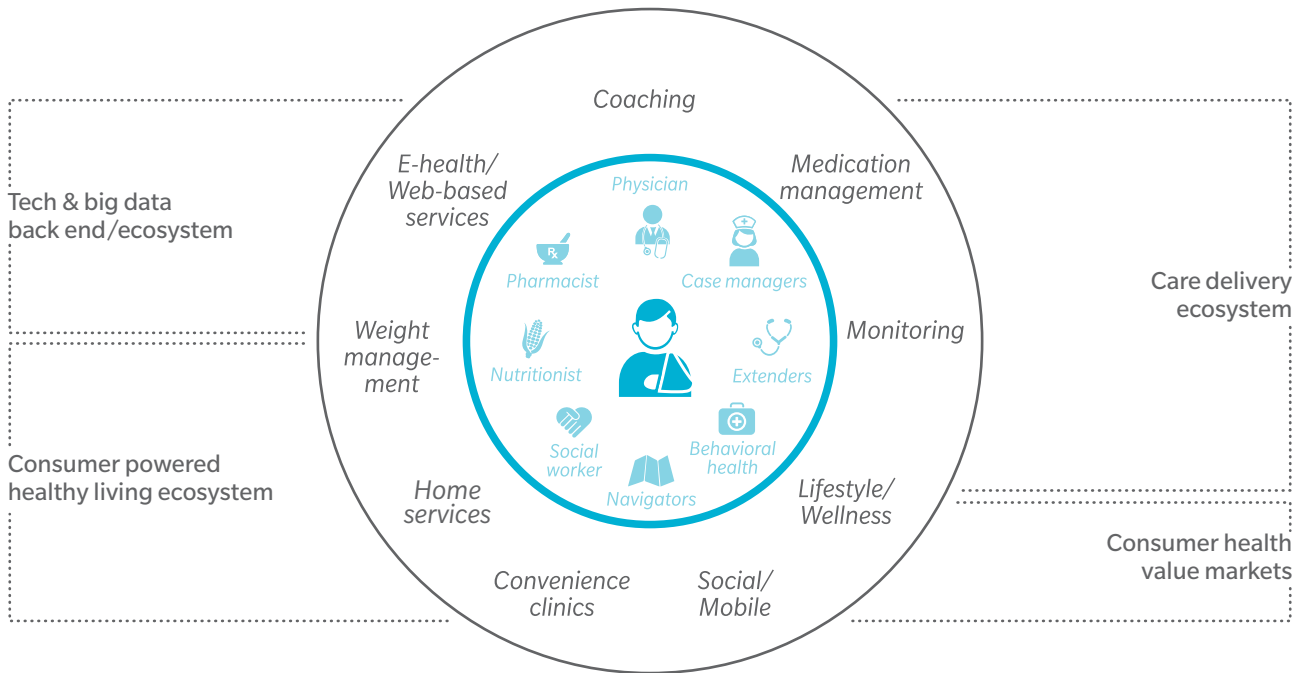 Coaching
E-health/
Web-based
services
Medication
management
Physician
Tech & big data
back end/ecosystem
Rx
Pharmacist
Case managers
Care delivery
ecosystem
Weight
manage-
ment
Monitoring
Nutritionist
Extenders
Social
worker
Behavioral
health
Navigators
Consumer powered
healthy living ecosystem
Home
services
Lifestyle/
Wellness
Consumer health
value markets
Convenience
clinics
Social/
Mobile